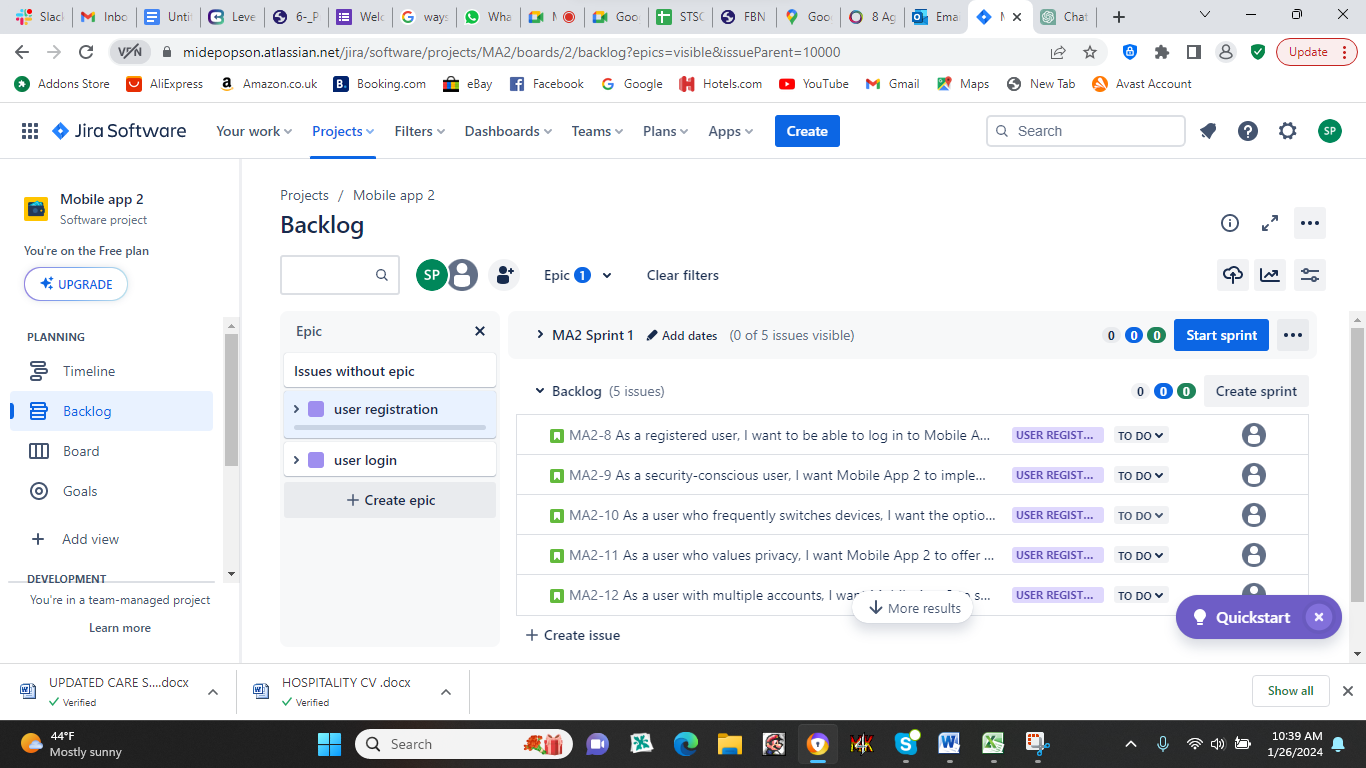 Slack
Inbo
Unti
Leve
6-_P
Welc
ways
Wha
M
Goo
STSC
FBN
Goo
8 Ag
Ema
M
Chat
VPN
midepopson.atlassian.net/jira/software/projects/MA2/boards/2/backlog?epics=visible&issueParent=10000
Update
Addons Store
AliExpress
Amazon.co.uk
Booking.com
eBay
Facebook
Google
Hotels.com
YouTube
Gmail
Maps
New Tab
Avast Account
Jira Software
Your work
Projects
Filters
Dashboards
Teams
Plans
Apps
Create
Search
SP
Mobile app 2
Software project
You're on the Free plan
UPGRADE
PLANNING
Timeline
Backlog
Board
Goals
Add view
DEVELOPMENT
You're in a team-managed project
Learn more
Projects / Mobile app 2
Backlog
SP
Epic 1
Clear filters
Epic
Issues without epic
user registration
user login
Create epic
MA2 Sprint 1 Add dates (0 of 5 issues visible)
0 0 0
Start sprint
Backlog (5 issues)
0 0 0
Create sprint
MA2-8 As a registered user, I want to be able to log in to Mobile A... USER REGIST... TO DO
MA2-9 As a security-conscious user, I want Mobile App 2 to imple... USER REGIST... TO DO
MA2-10 As a user who frequently switches devices, I want the optio... USER REGIST... TO DO
MA2-11 As a user who values privacy, I want Mobile App 2 to offer ... USER REGIST... TO DO
MA2-12 As a user with multiple accounts, I want s... USER REGIST... TO DO
More results
Create issue
Quickstart
UPDATED CARE S....docx
Verified
HOSPITALITY CV .docx
Verified
Show all
44°F
Mostly sunny
Search
10:39 AM
1/26/2024